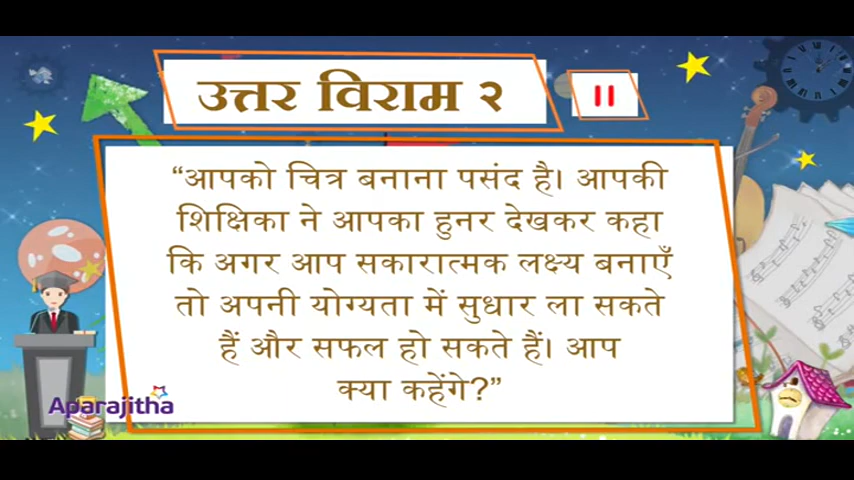 उत्तर विराम २
“आपको चित्र बनाना पसंद है। आपकी
शिक्षिका ने आपका हुनर देखकर कहा
कि अगर आप सकारात्मक लक्ष्य बनाएँ
तो अपनी योग्यता में सुधार ला सकते
हैं और सफल हो सकते हैं। आप
क्या कहेंगे?”
Aparajitha